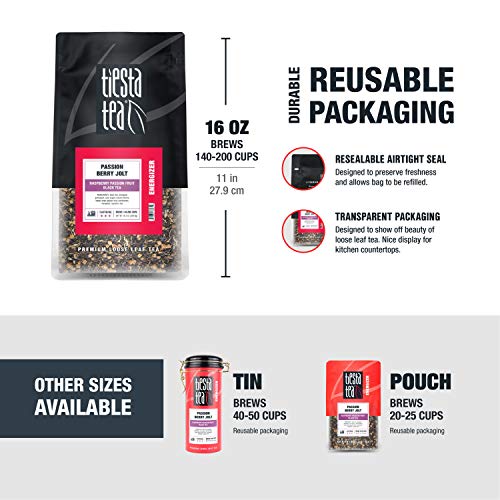 tiesta
tea
PASSION
BERRY JOLT
RASPBERRY PASSION FRUIT
BLACK TEA
ENERGIZER
PREMIUM LOOSE LEAF TEA
16 OZ
BREWS
140-200 CUPS
11 in
27.9 cm
DURABLE
REUSABLE
PACKAGING
RESEALABLE AIRTIGHT SEAL
Designed to preserve freshness
and allows bag to be refilled.
TRANSPARENT PACKAGING
Designed to show off beauty of
loose leaf tea. Nice display for
kitchen countertops.
OTHER SIZES
AVAILABLE
tiesta
tea
PASSION
BERRY JOLT
TIN
BREWS
40-50 CUPS
Reusable packaging
tiesta
tea
ENERGIZER
PASSION
BERRY JOLT
POUCH
BREWS
20-25 CUPS
Reusable packaging